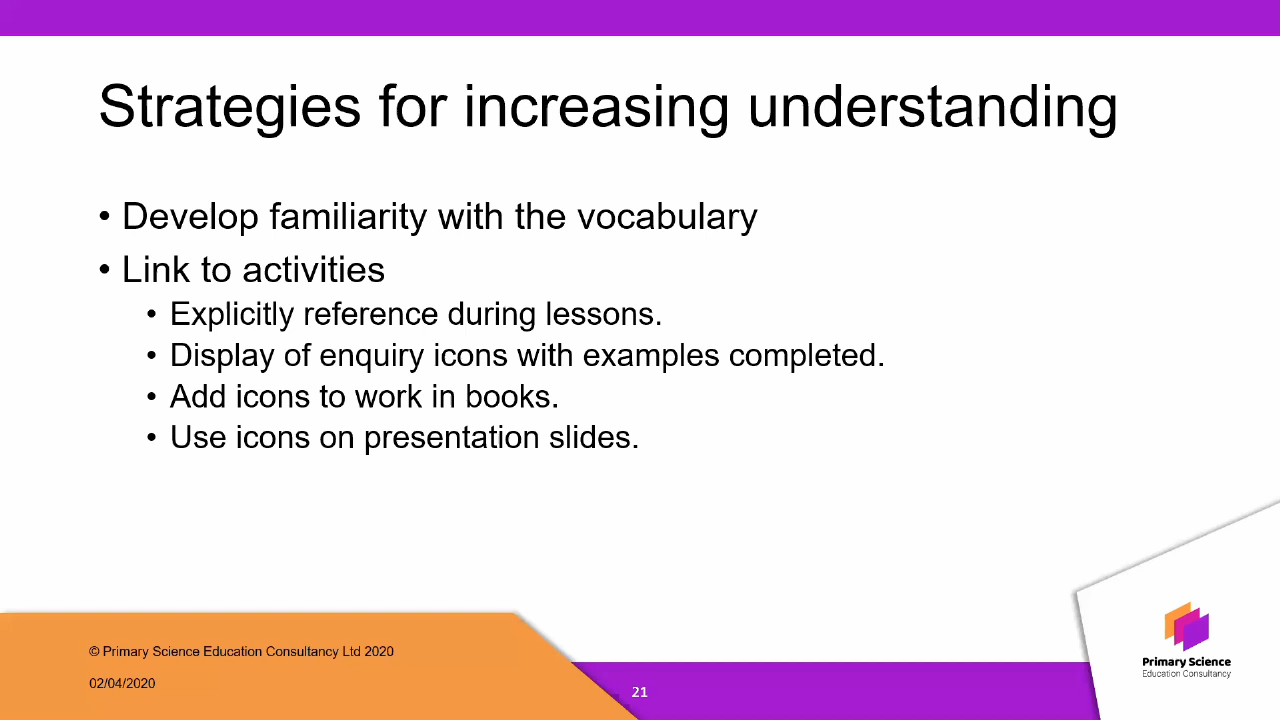 Strategies for increasing understanding
• Develop familiarity with the vocabulary
• Link to activities
• Explicitly reference during lessons.
• Display of enquiry icons with examples completed.
• Add icons to work in books.
• Use icons on presentation slides.
© Primary Science Education Consultancy Ltd 2020
02/04/2020
21
Primary Science
Education Consultancy